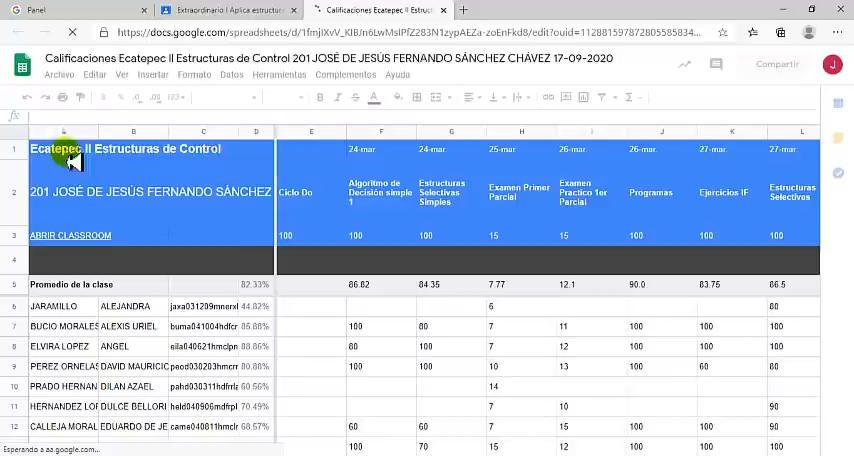 Panel
Extraordinario I Aplica estructur
Calificaciones Ecatepec II Estruct
https://docs.google.com/spreadsheets/d/
Calificaciones Ecatepec II Estructuras de Control 201 JOSÉ DE JESÚS FERNANDO SÁNCHEZ CHÁVEZ 17-09-2020
Archivo Editar Ver Insertar Formato Datos Herramientas Complementos Ayuda
Compartir
J
$ % .0 .00 123
B I S A
fx
A B C D E F G H I J K L
1 Ecatepec II Estructuras de Control 24-mar. 24-mar. 25-mar. 26-mar. 26-mar. 27-mar. 27-mar.
2 201 JOSÉ DE JESÚS FERNANDO SÁNCHEZ Ciclo Do Algoritmo de Decisión simple 1 Estructuras Selectivas Simples Examen Primer Parcial Examen Practico 1er Parcial Programas Ejercicios IF Estructuras Selectivos
3 ABRIR CLASSROOM 100 100 100 15 15 100 100 100
4
5 Promedio de la clase 82.33% 86.82 84.35 7.77 12.1 90.0 83.75 86.5
6 JARAMILLO ALEJANDRA jaxa031209mnerxl 44.82% 6 80
7 BUCIO MORALES ALEXIS URIEL buma041004hdfcr 85.88% 100 80 7 11 100 100 100
8 ELVIRA LOPEZ ANGEL eila040621hmclpn 88.86% 80 100 7 12 100 100 100
9 PEREZ ORNELAS DAVID MAURICIO peod030203hmcrr 80.88% 100 100 10 13 100 60 80
10 PRADO HERNAN DILAN AZAEL pahd030311hdfrrla 60.56% 14
11 HERNANDEZ LOP DULCE BELLORI held040906mdfrpl 70.49% 7 10 90
12 CALLEJA MORAL EDUARDO DE JE came040811hmclr 68.57% 60 60 7 15 100 100 90
100 70 15 12 100 100 100
Esperando a aa.google.com...